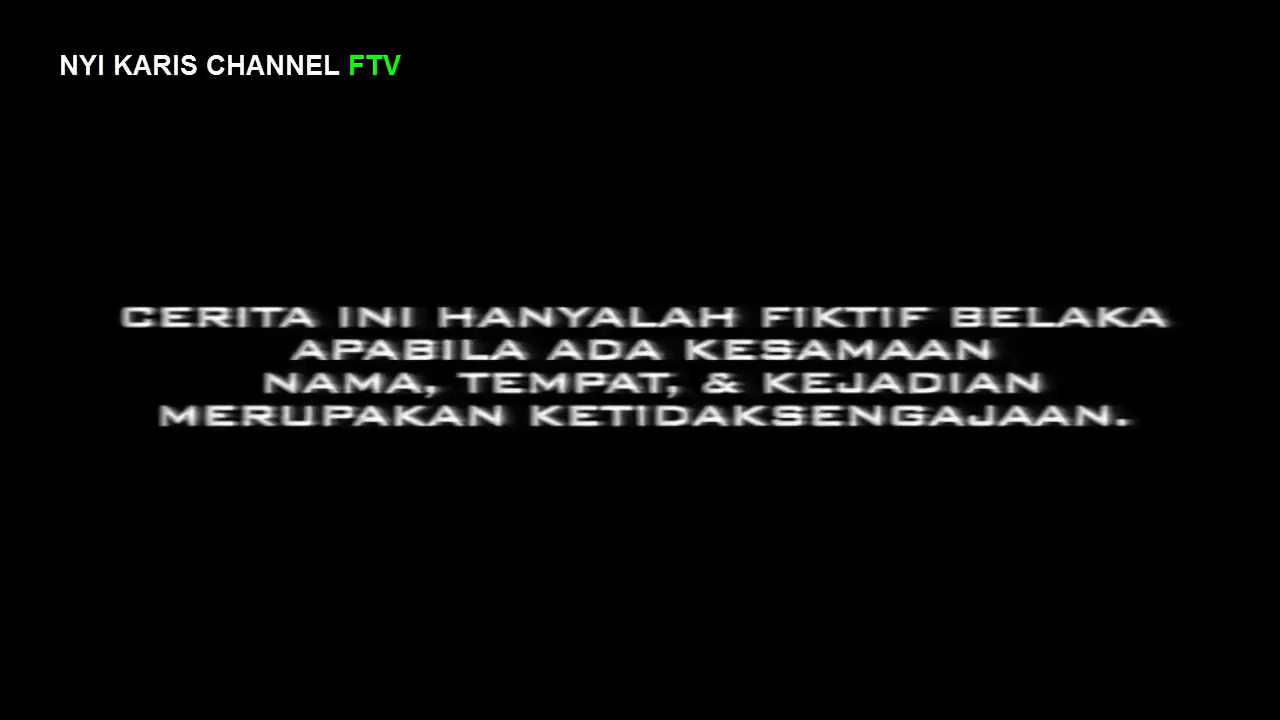 NYI KARIS CHANNEL FTV
CERITA INI HANYALAH FIKTIF BELAKA
APABILA ADA KESAMAAN
NAMA, TEMPAT, & KEJADIAN
MERUPAKAN KETIDAKSENGAJAAN.